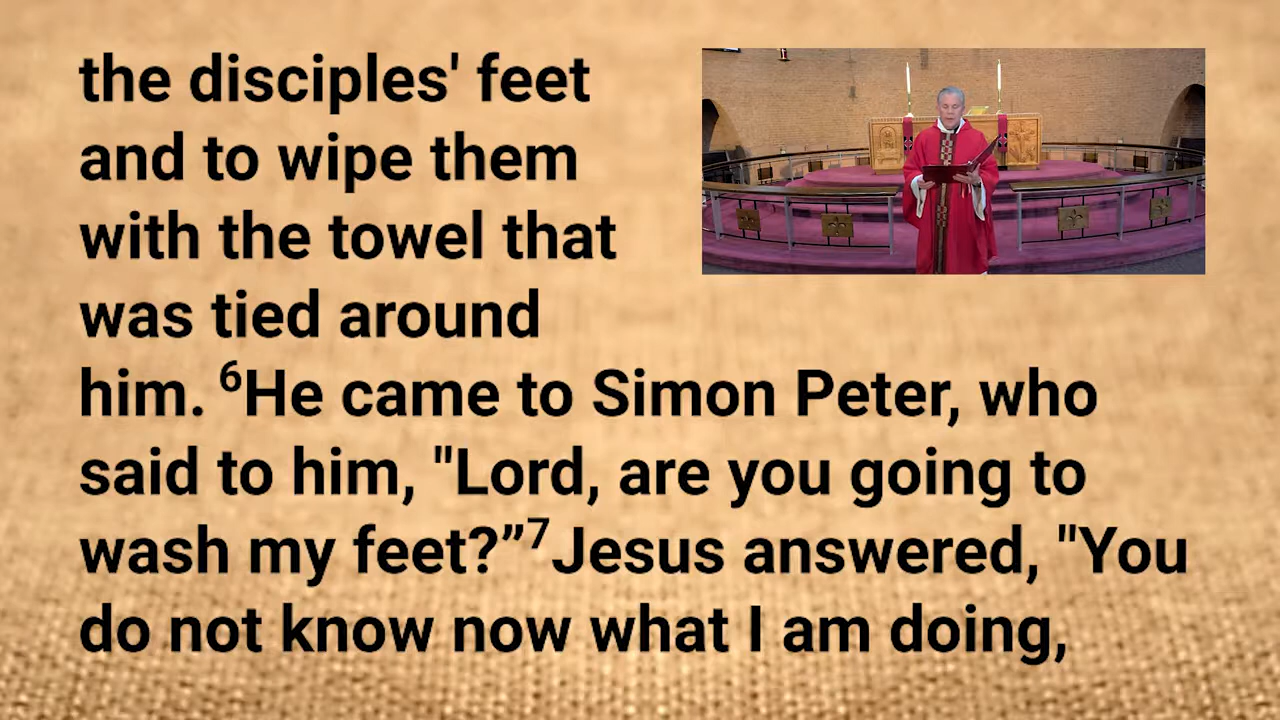 the disciples' feet
and to wipe them
with the towel that
was tied around
him. ⁶He came to Simon Peter, who
said to him, "Lord, are you going to
wash my feet?”⁷Jesus answered, "You
do not know now what I am doing,